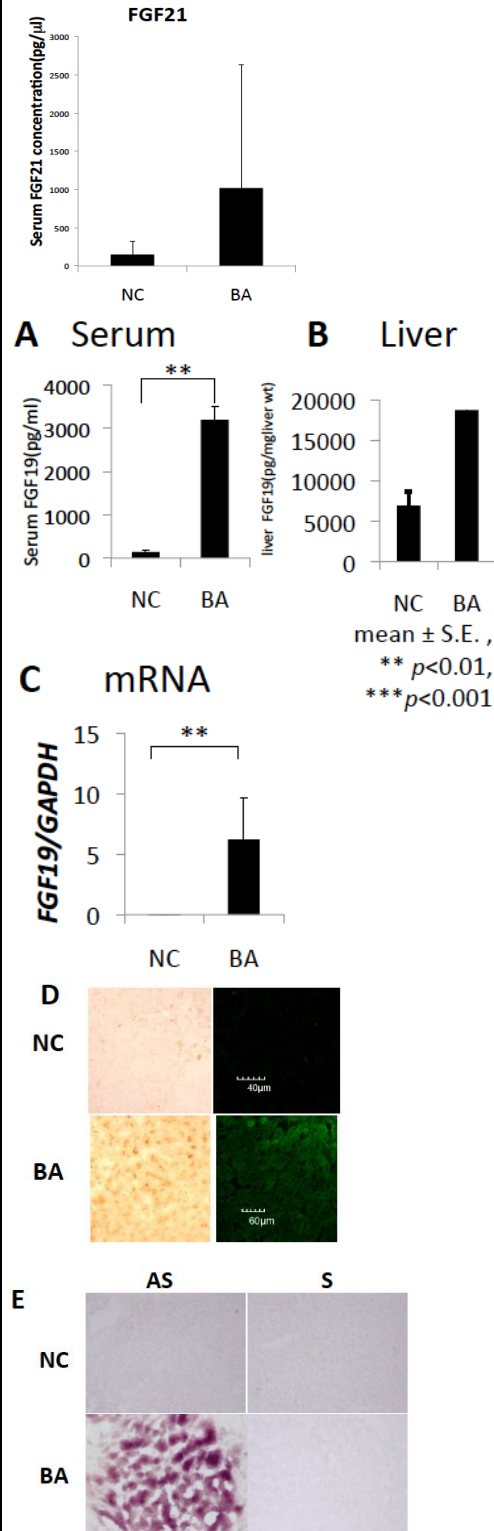 FGF21
Serum FGF21 concentration(pg/μl)
3000
2500
2000
1500
1000
500
0
NC BA
A Serum
Serum FGF19(pg/ml)
4000
3000
2000
1000
0
**
NC BA
B Liver
liver FGF19(pg/mgliver wt)
20000
15000
10000
5000
0
NC BA
mean ± S.E. ,
** p<0.01,
***p<0.001
C mRNA
FGF19/GAPDH
15
10
5
0
**
NC BA
D
NC
40μm
BA
60μm
E
AS S
NC
BA